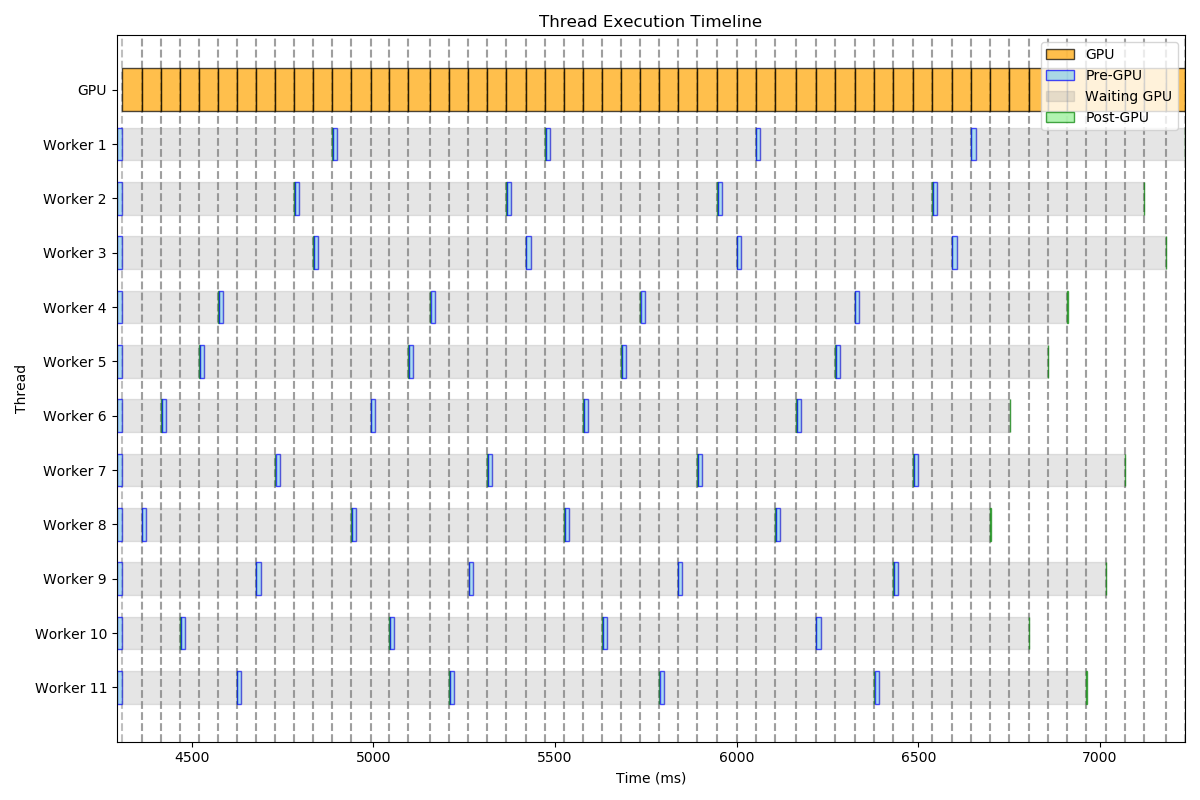 Thread Execution Timeline
GPU
Pre-GPU
Waiting GPU
Post-GPU
GPU
Worker 1
Worker 2
Worker 3
Worker 4
Worker 5
Worker 6
Worker 7
Worker 8
Worker 9
Worker 10
Worker 11
Thread
4500 5000 5500 6000 6500 7000
Time (ms)